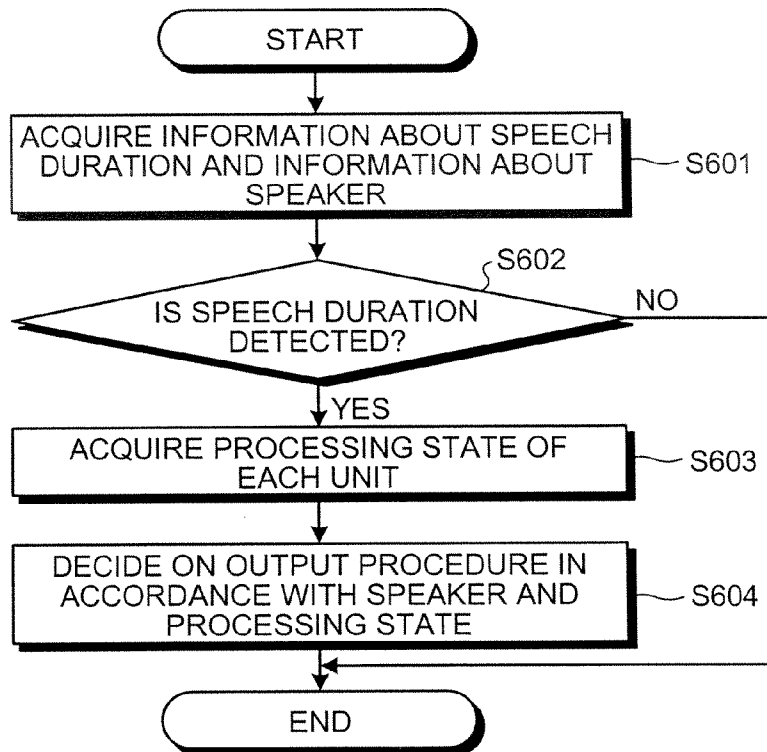 START
ACQUIRE INFORMATION ABOUT SPEECH
DURATION AND INFORMATION ABOUT
SPEAKER
S601
S602
IS SPEECH DURATION
DETECTED?
NO
YES
ACQUIRE PROCESSING STATE OF
EACH UNIT
S603
DECIDE ON OUTPUT PROCEDURE IN
ACCORDANCE WITH SPEAKER AND
PROCESSING STATE
S604
END